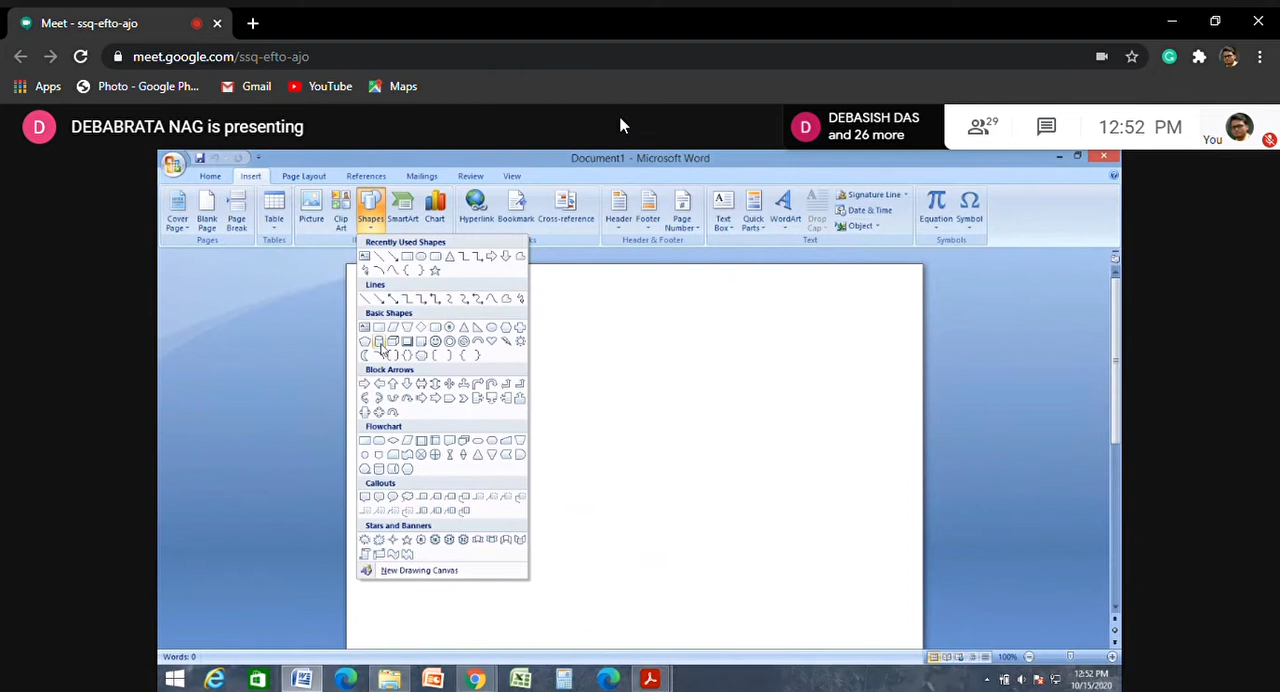 Meet - ssq-efto-ajo
meet.google.com/ssq-efto-ajo
Apps
Photo - Google Ph...
Gmail
YouTube
Maps
D
DEBABRATA NAG is presenting
D
DEBASISH DAS
and 26 more
29
12:52 PM
You
Document1 - Microsoft Word
Home
Insert
Page Layout
References
Mailings
Review
View
Cover
Page
Blank
Page
Page
Break
Pages
Table
Tables
Picture
Clip
Art
Shapes
SmartArt
Chart
Hyperlink
Bookmark
Cross-reference
Header
Footer
Page
Number
Header & Footer
Text
Box
Quick
Parts
WordArt
Drop
Cap
Signature Line
Date & Time
Object
Text
Equation
Symbol
Symbols
Recently Used Shapes
Lines
Basic Shapes
Block Arrows
Flowchart
Callouts
Stars and Banners
New Drawing Canvas
Words: 0
100%
12:52 PM
10/15/2020